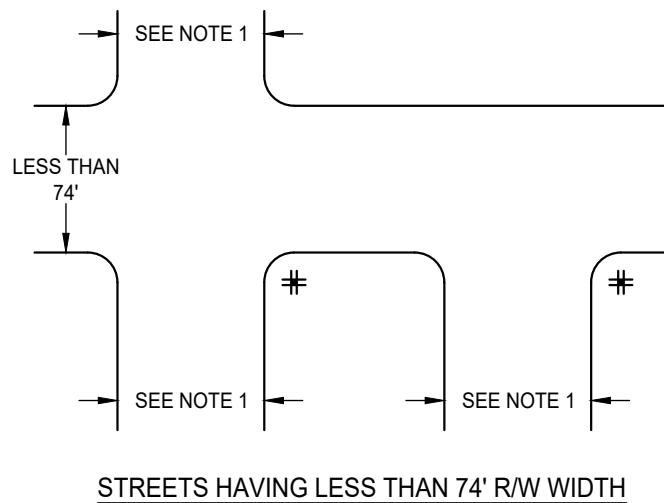 SEE NOTE 1
LESS THAN
74'
SEE NOTE 1
SEE NOTE 1
STREETS HAVING LESS THAN 74' R/W WIDTH